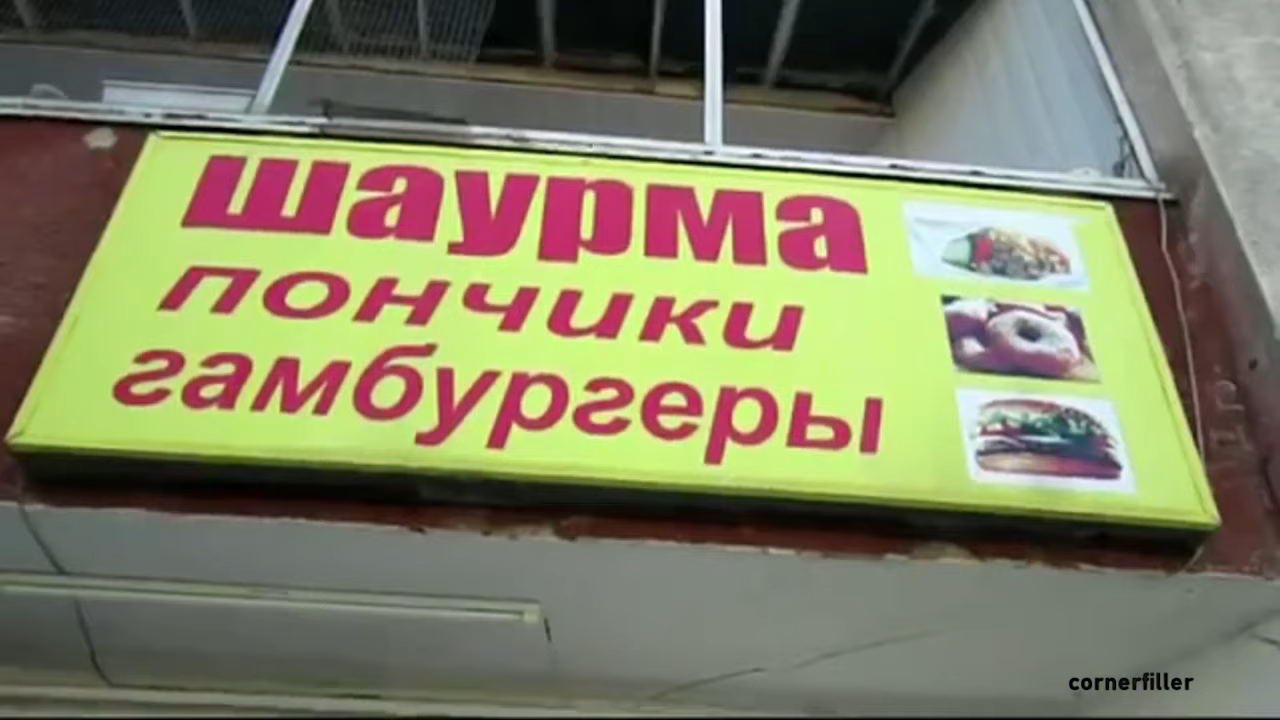 шаурма
пончики
гамбургеры
cornerfiller